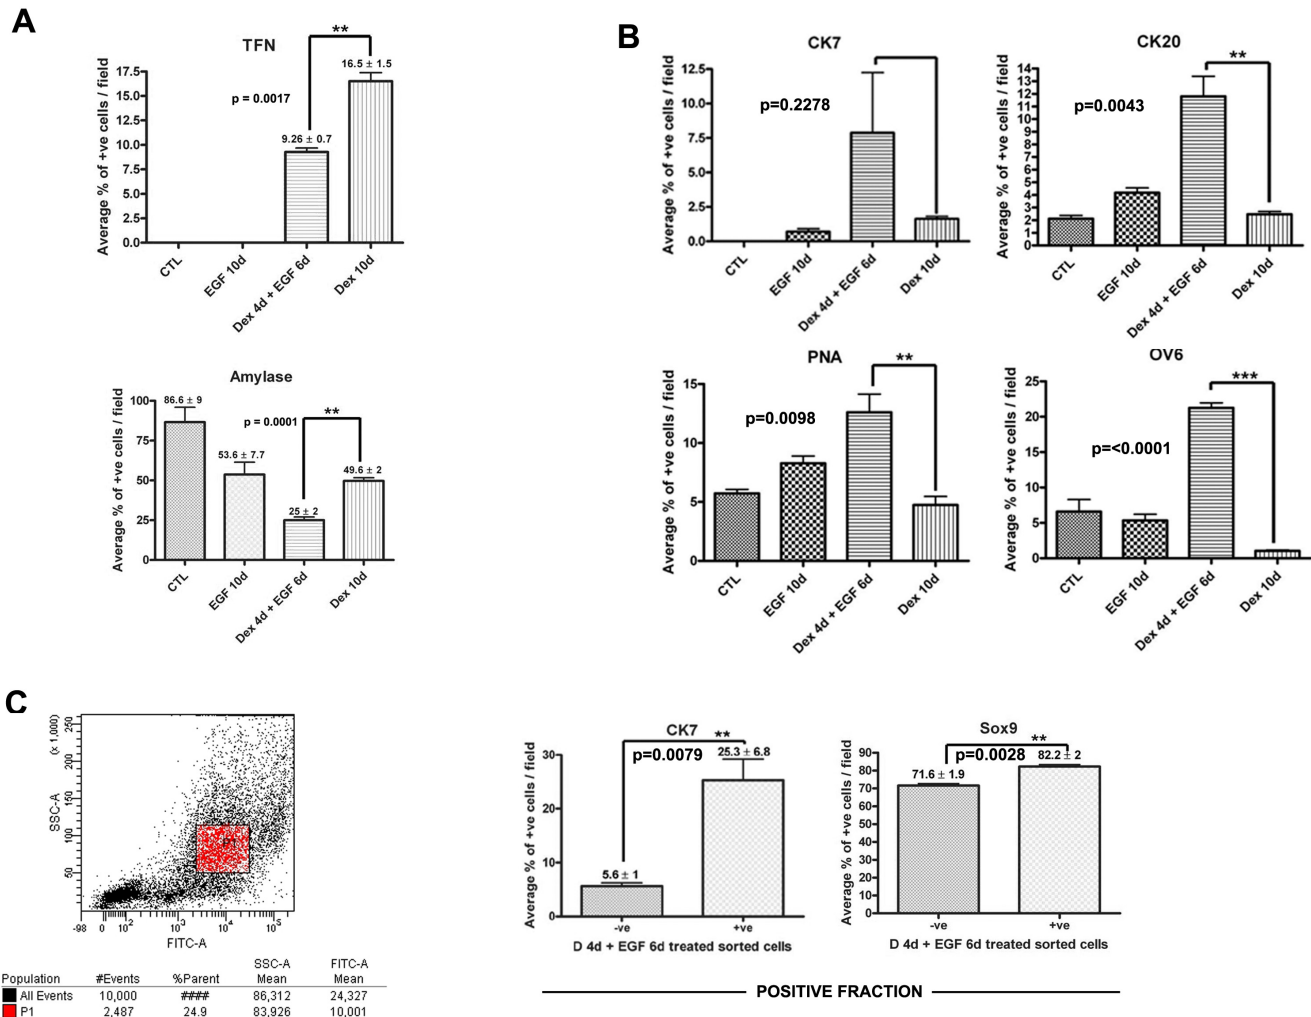 A
TFN
**
16.5 ± 1.5
p = 0.0017
9.26 ± 0.7
Average % of +ve cells / field
17.5
15.0
12.5
10.0
7.5
5.0
2.5
0.0
CTL
EGF 10d
Dex 4d + EGF 6d
Dex 10d
Amylase
86.6 ± 9
**
p = 0.0001
53.6 ± 7.7
49.6 ± 2
25 ± 2
Average % of +ve cells / field
100
75
50
25
0
CTL
EGF 10d
Dex 4d + EGF 6d
Dex 10d
B
CK7
p=0.2278
Average % of +ve cells / field
12.5
10.0
7.5
5.0
2.5
0.0
CTL
EGF 10d
Dex 4d + EGF 6d
Dex 10d
CK20
**
p=0.0043
Average % of +ve cells / field
14
13
12
11
10
9
8
7
6
5
4
3
2
1
0
CTL
EGF 10d
Dex 4d + EGF 6d
Dex 10d
PNA
**
p=0.0098
Average % of +ve cells / field
15
10
5
0
CTL
EGF 10d
Dex 4d + EGF 6d
Dex 10d
OV6
***
p=<0.0001
Average % of +ve cells / field
25
20
15
10
5
0
CTL
EGF 10d
Dex 4d + EGF 6d
Dex 10d
C
(x 1,000)
SSC-A
250
200
150
100
50
P1
-98 0 10² 10³ 10⁴ 10⁵
FITC-A
SSC-A FITC-A
Population #Events %Parent Mean Mean
All Events 10,000 #### 86,312 24,327
P1 2,487 24.9 83,926 10,001
CK7
**
p=0.0079 25.3 ± 6.8
5.6 ± 1
Average % of +ve cells / field
30
20
10
0
-ve +ve
D 4d + EGF 6d treated sorted cells
Sox9
**
p=0.0028 82.2 ± 2
71.6 ± 1.9
Average % of +ve cells / field
90
80
70
60
50
40
30
20
10
0
-ve +ve
D 4d + EGF 6d treated sorted cells
POSITIVE FRACTION